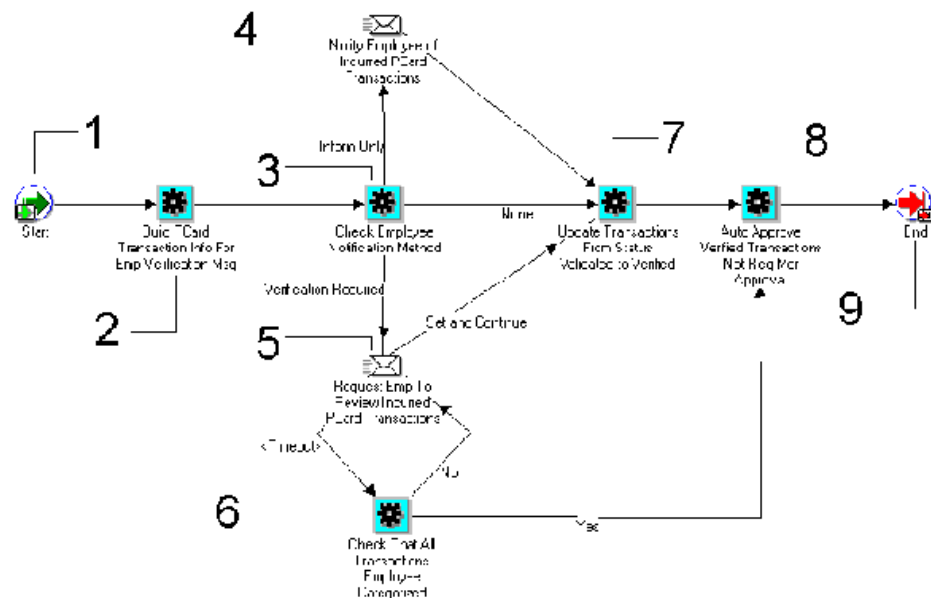 4
Notify Employee of
Incurred PCard
Transactions
1
7
8
Inform Only
3
Start
Build PCard
Transaction Info For
Emp Verification Msg
Check Employee
Notification Method
None
Update Transactions
From Status
Validated to Verified
Auto Approve
Verified Transactions
Not Req Mgr
Approval
End
Verification Required
2
5
Get and Continue
9
Request Emp To
Review Incurred
PCard Transactions
<Timeout>
No
6
Yes
Check That All
Transactions
Employee
Categorized